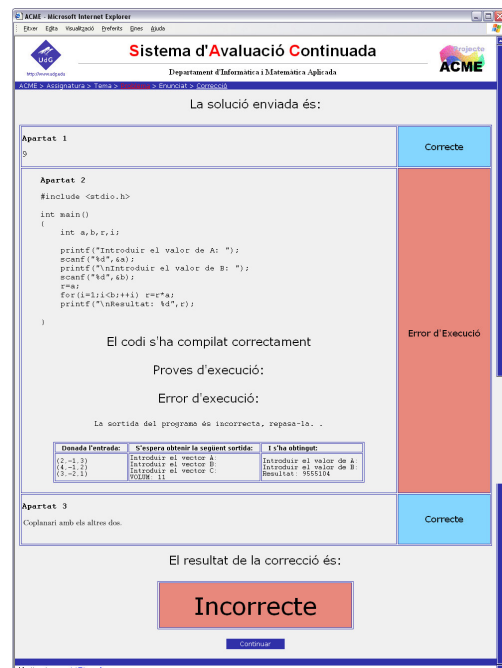 ACME - Microsoft Internet Explorer
Fitxer Edita Visualització Preferits Eines Ajuda
UdG
http://www.udg.edu
Sistema d'Avaluació Continuada
Departament d'Informàtica i Matemàtica Aplicada
Projecte
ACME
ACME > Assignatura > Tema > > Enunciat > Correcció
La solució enviada és:
Apartat 1
9
Correcte
Apartat 2
#include <stdio.h>
int main()
{
int a,b,r,i;
printf("Introduir el valor de A: ");
scanf("%d",&a);
printf("\nIntroduir el valor de B: ");
scanf("%d",&b);
r=a;
for(i=1;i<b;++i) r=r*a;
printf("\nResultat: %d",r);
}
El codi s'ha compilat correctament
Proves d'execució:
Error d'Execució:
La sortida del programa és incorrecta, repasa-la. .
Donada l'entrada: S'espera obtenir la següent sortida: I s'ha obtingut:
(2,-1,3)
(4,-1,2)
(3,-2,1)
Introduir el vector A:
Introduir el vector B:
Introduir el vector C:
VOLUM: 11
Introduir el valor de A:
Introduir el valor de B:
Resultat: 9555104
Error d'Execució
Apartat 3
Coplanari amb els altres dos.
Correcte
El resultat de la correcció és:
Incorrecte
Continuar